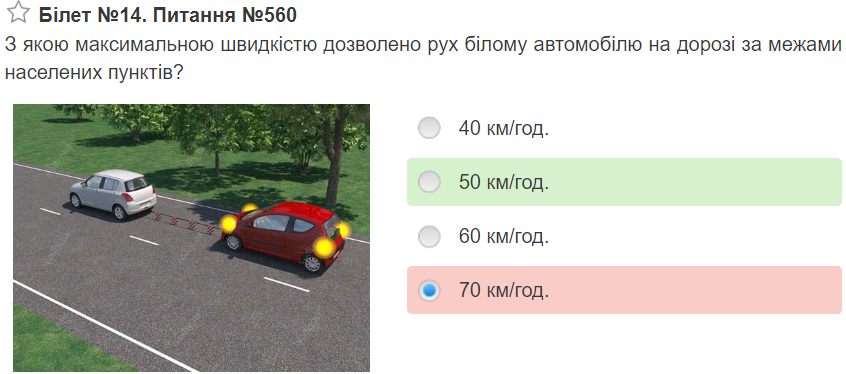 Білет №14. Питання №560
З якою максимальною швидкістю дозволено рух білому автомобілю на дорозі за межами
населених пунктів?
40 км/год.
50 км/год.
60 км/год.
70 км/год.